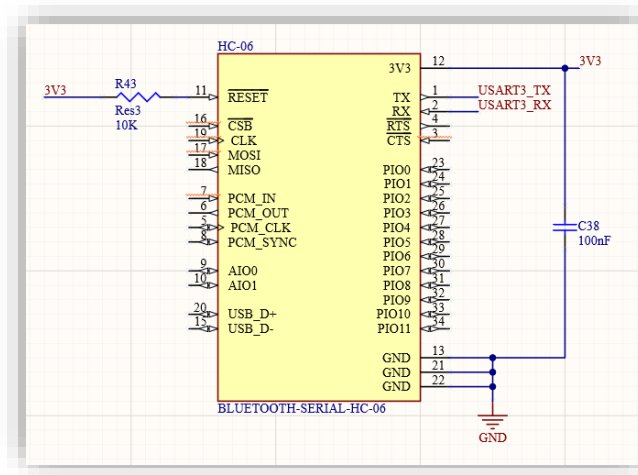 HC-06
3V3
R43
Res3
10K
11
RESET
16
CSB
19
CLK
17
MOSI
18
MISO
7
PCM_IN
6
PCM_OUT
5
PCM_CLK
8
PCM_SYNC
9
AIO0
10
AIO1
20
USB_D+
15
USB_D-
3V3
12
3V3
TX
1
USART3_TX
RX
2
USART3_RX
RTS
4
CTS
3
PIO0
23
PIO1
24
PIO2
25
PIO3
26
PIO4
27
PIO5
28
PIO6
29
PIO7
30
PIO8
31
PIO9
32
PIO10
33
PIO11
34
C38
100nF
GND
13
GND
21
GND
22
BLUETOOTH-SERIAL-HC-06
GND